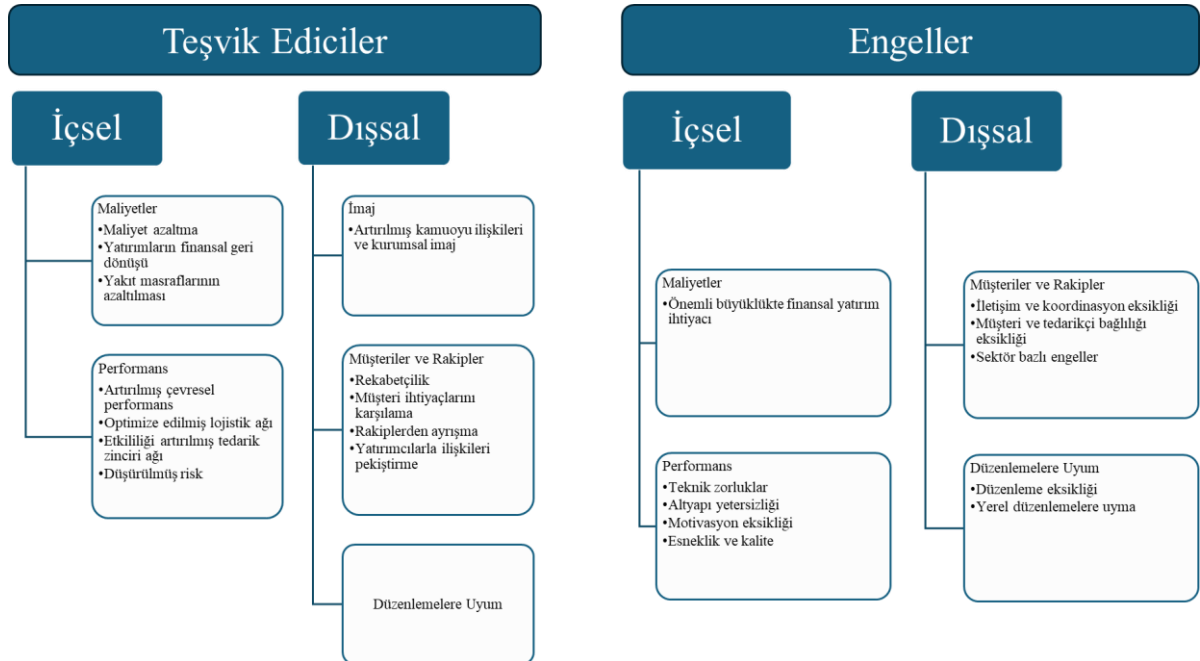 Teşvik Ediciler
İçsel
Maliyetler
•Maliyet azaltma
•Yatırımların finansal geri
dönüşü
•Yakıt masraflarının
azaltılması
Performans
•Artırılmış çevresel
performans
•Optimize edilmiş lojistik ağı
•Etkililiği artırılmış tedarik
zinciri ağı
•Düşürülmüş risk
Dışsal
İmaj
•Artırılmış kamuoyu ilişkileri
ve kurumsal imaj
Müşteriler ve Rakipler
•Rekabetçilik
•Müşteri ihtiyaçlarını
karşılama
•Rakiplerden ayrışma
•Yatırımcılarla ilişkileri
pekiştirme
Düzenlemelere Uyum
Engeller
İçsel
Maliyetler
•Önemli büyüklükte finansal yatırım
ihtiyacı
Performans
•Teknik zorluklar
•Altyapı yetersizliği
•Motivasyon eksikliği
•Esneklik ve kalite
Dışsal
Müşteriler ve Rakipler
•İletişim ve koordinasyon eksikliği
•Müşteri ve tedarikçi bağlılığı
eksikliği
•Sektör bazlı engeller
Düzenlemelere Uyum
•Düzenleme eksikliği
•Yerel düzenlemelere uyma